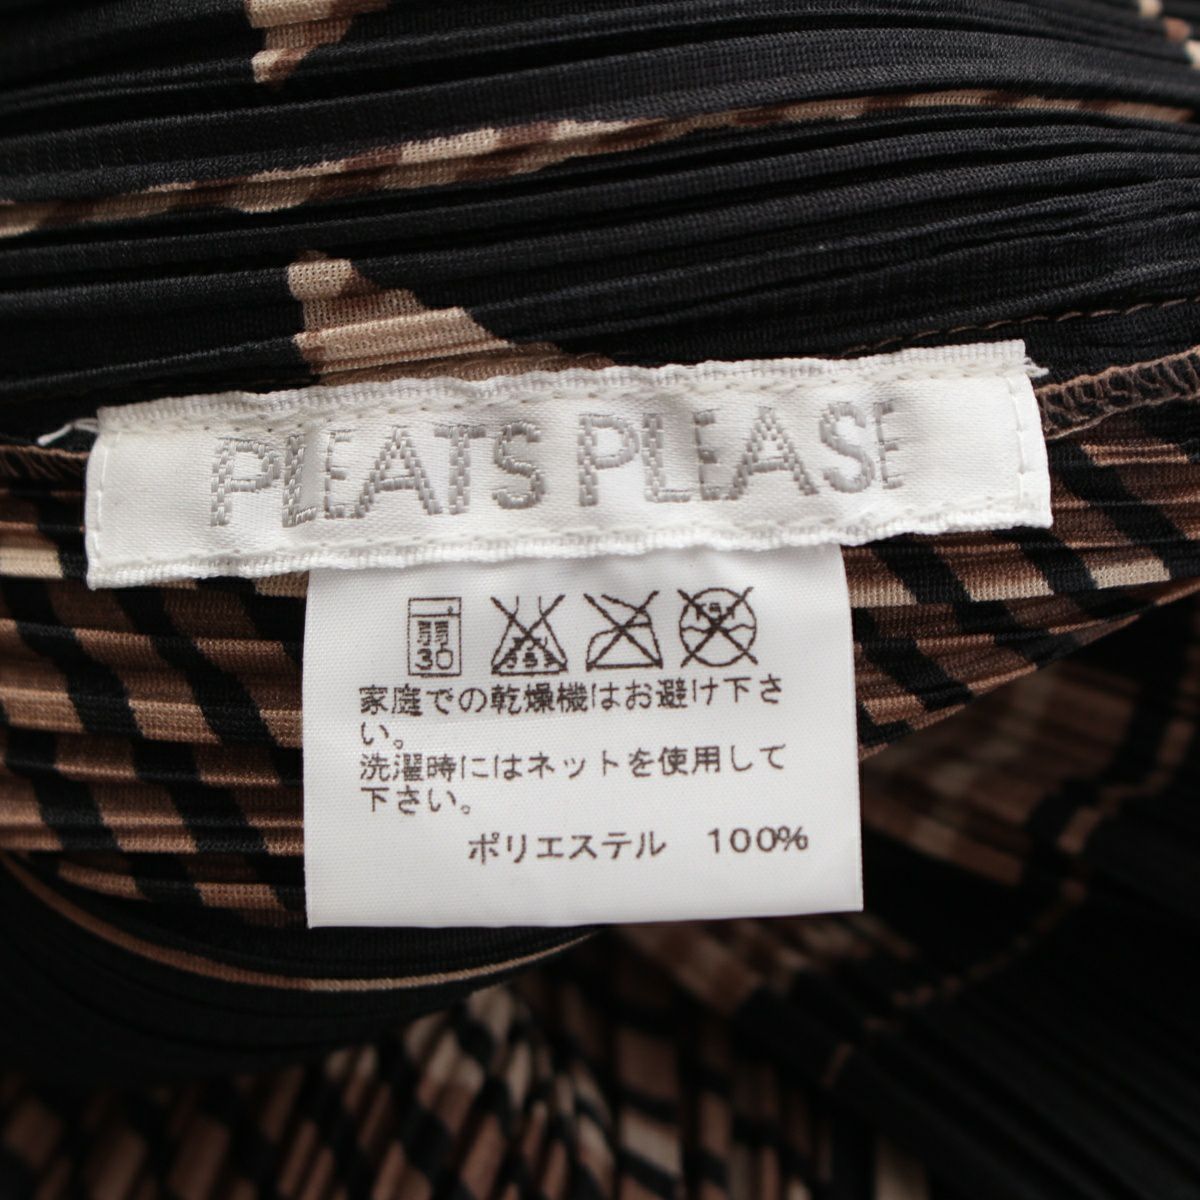 PLEATS PLEASE
弱
30
家庭での乾燥機はお避け下さ
い。
洗濯時にはネットを使用して
下さい。
ポリエステル 100%